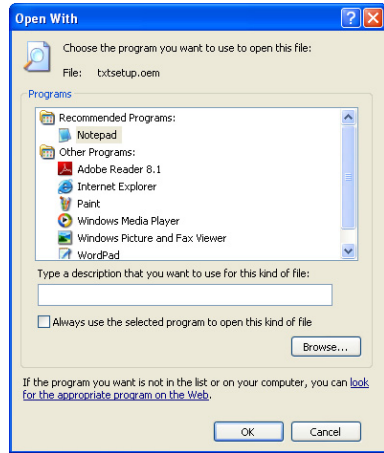 Open With
Choose the program you want to use to open this file:
File: txtsetup.oem
Programs
Recommended Programs:
Notepad
Other Programs:
Adobe Reader 8.1
Internet Explorer
Paint
Windows Media Player
Windows Picture and Fax Viewer
WordPad
Type a description that you want to use for this kind of file:
Always use the selected program to open this kind of file
Browse...
If the program you want is not in the list or on your computer, you can look
for the appropriate program on the Web.
OK Cancel